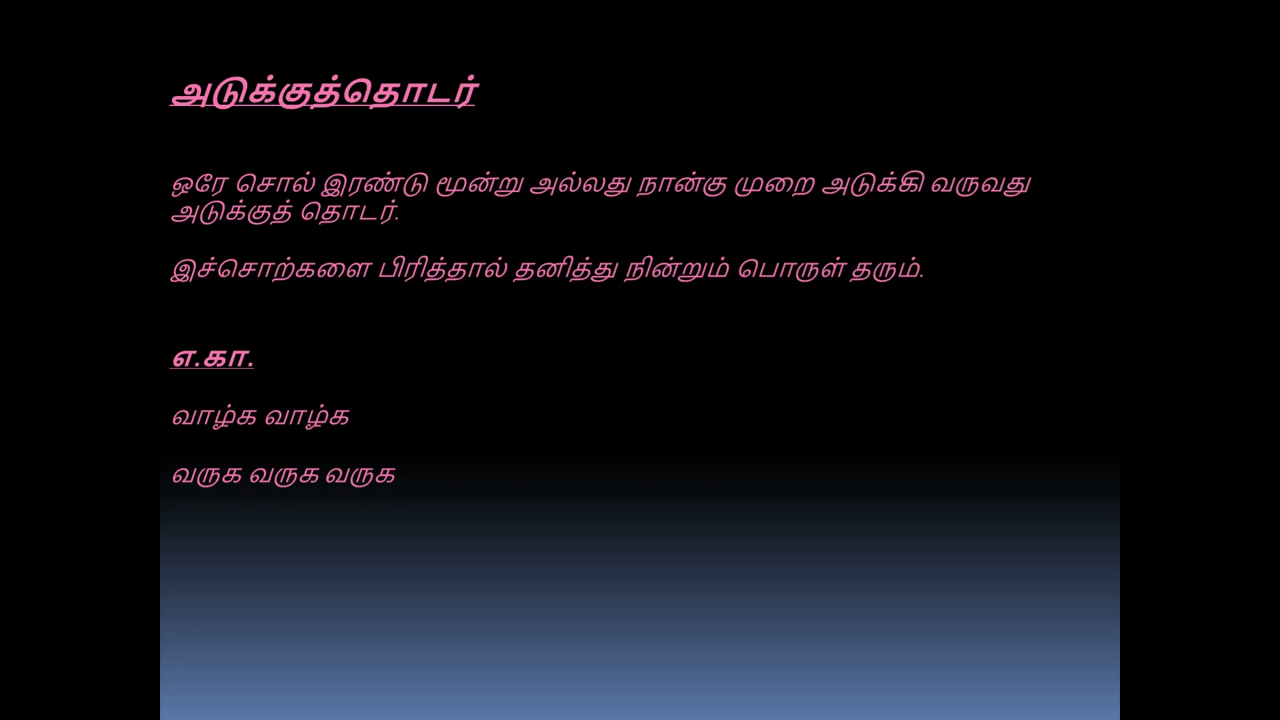 அடுக்குத்தொடர்
ஒரே சொல் இரண்டு மூன்று அல்லது நான்கு முறை அடுக்கி வருவது
அடுக்குத் தொடர்.
இச்சொற்களை பிரித்தால் தனித்து நின்றும் பொருள் தரும்.
எ.கா.
வாழ்க வாழ்க
வருக வருக வருக